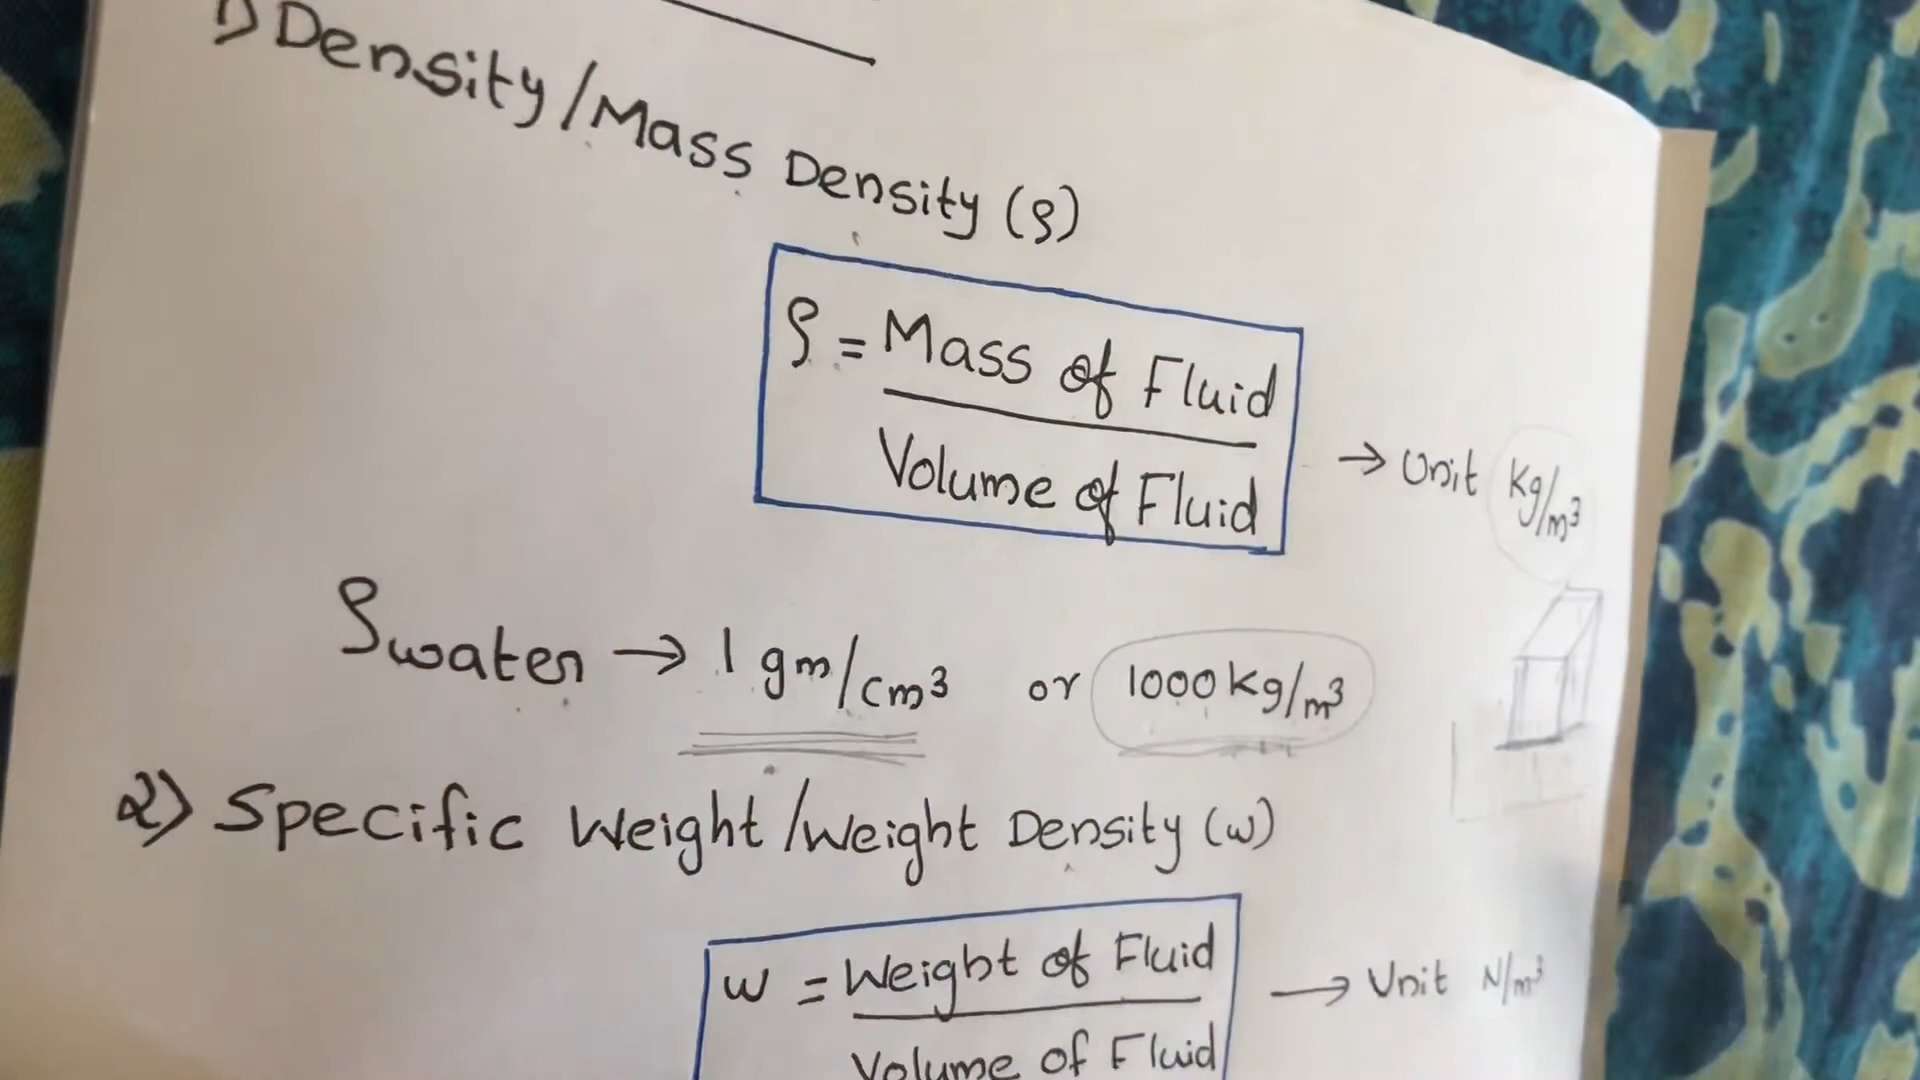 1) Density/Mass Density (ρ)
ρ = Mass of Fluid
Volume of Fluid
→ Unit Kg/m³
ρwater → 1 gm/cm³ or 1000 Kg/m³
2) Specific Weight/Weight Density (w)
w = Weight of Fluid
Volume of Fluid
→ Unit N/m³